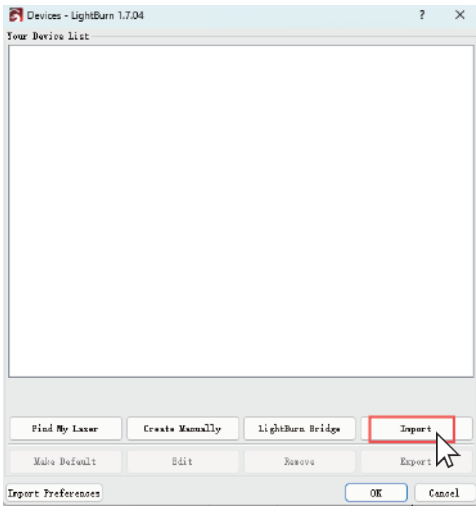 Devices - LightBurn 1.7.04 ? ×
Your Device List
Find My Laser Create Manually LightBurn Bridge Import
Make Default Edit Remove Export
Import Preferences OK Cancel